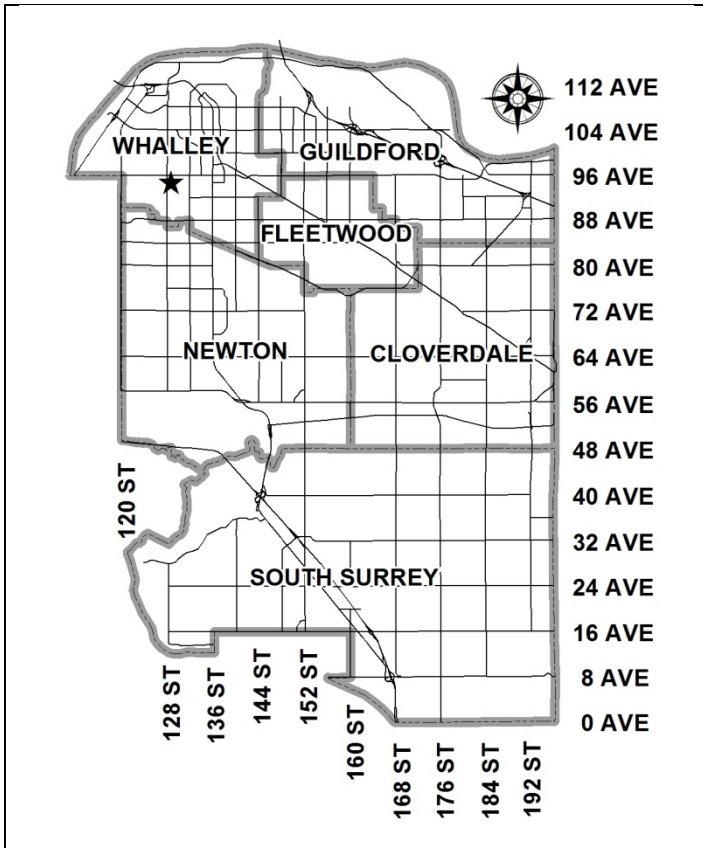 112 AVE
104 AVE
WHALLEY
GUILDFORD
96 AVE
88 AVE
FLEETWOOD
80 AVE
72 AVE
NEWTON
CLOVERDALE
64 AVE
56 AVE
48 AVE
120 ST
40 AVE
32 AVE
SOUTH SURREY
24 AVE
16 AVE
128 ST
136 ST
144 ST
152 ST
160 ST
8 AVE
0 AVE
168 ST
176 ST
184 ST
192 ST